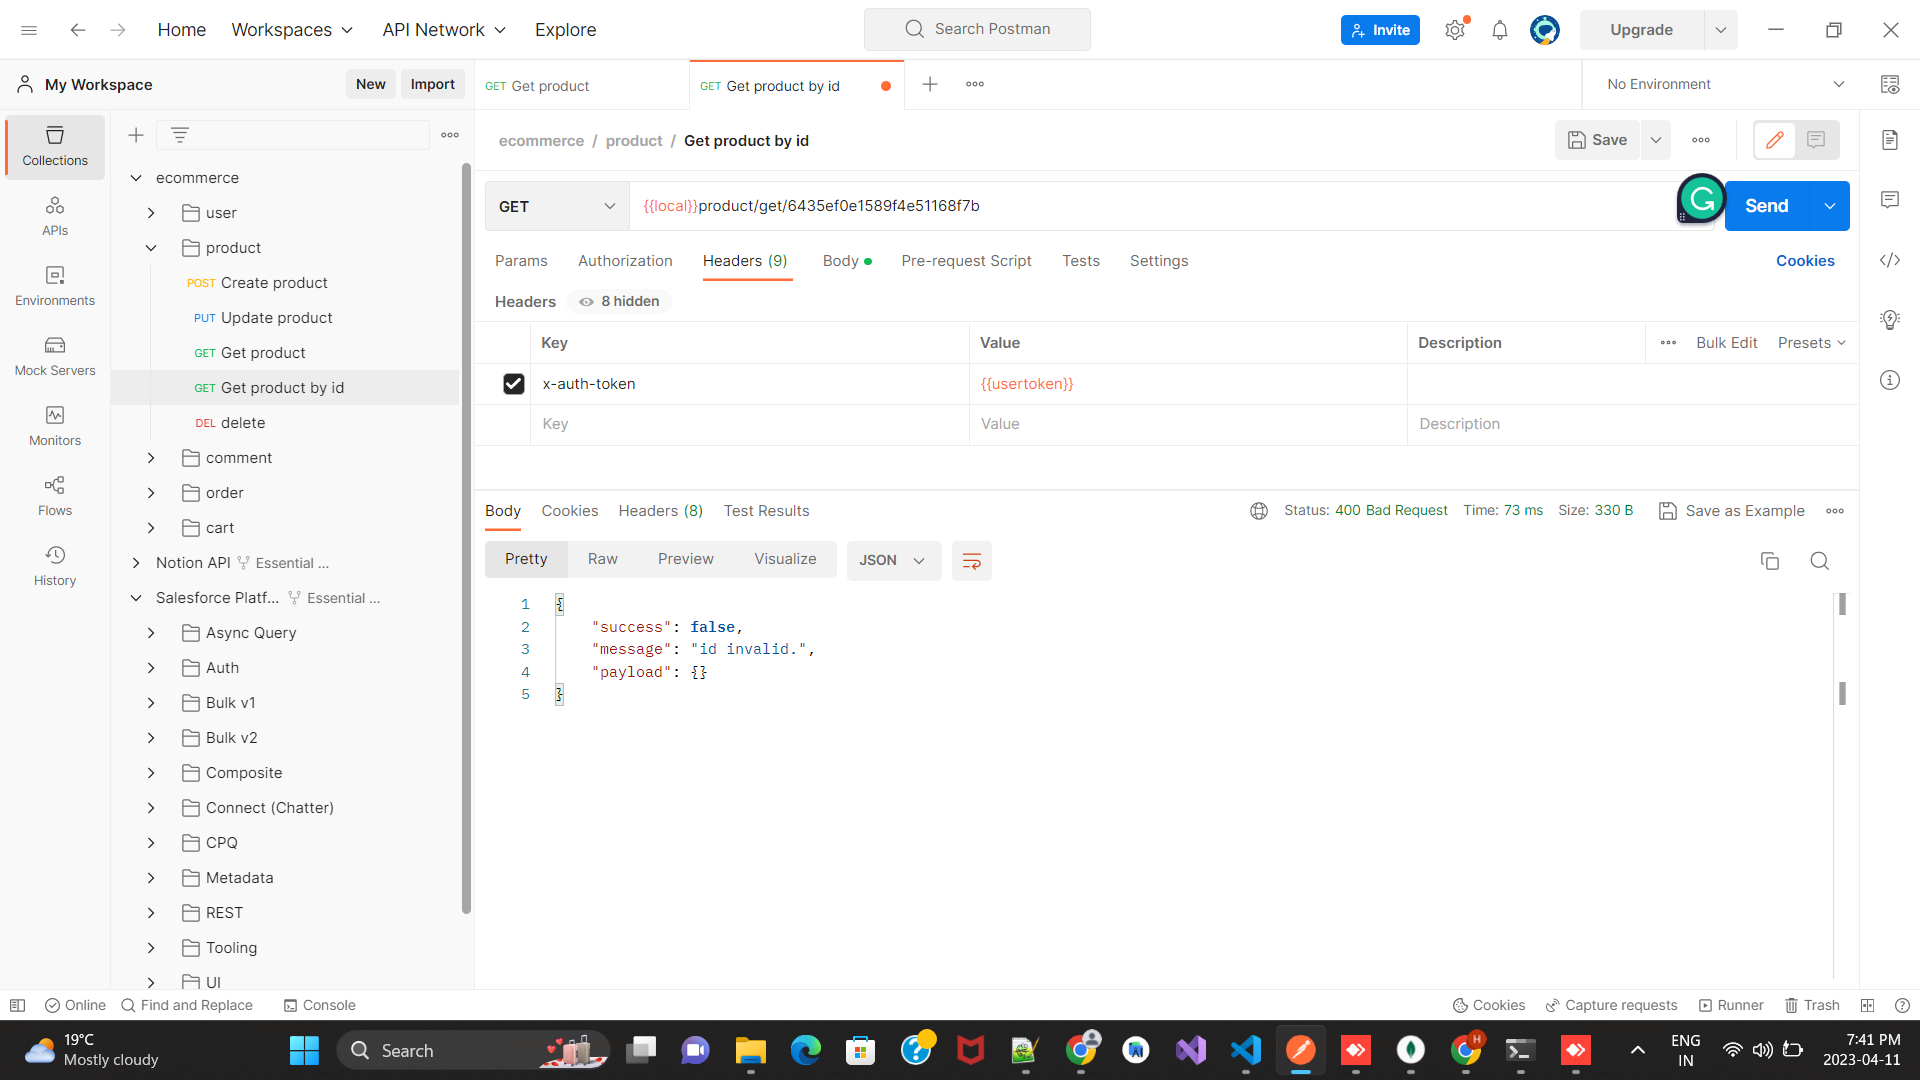 Home
Workspaces
API Network
Explore
Search Postman
Invite
Upgrade
My Workspace
New
Import
GET Get product
GET Get product by id
No Environment
Collections
APIs
Environments
Mock Servers
Monitors
Flows
History
ecommerce
user
product
POST Create product
PUT Update product
GET Get product
GET Get product by id
DEL delete
comment
order
cart
Notion API Essential ...
Salesforce Platf... Essential ...
Async Query
Auth
Bulk v1
Bulk v2
Composite
Connect (Chatter)
CPQ
Metadata
REST
Tooling
UI
ecommerce / product / Get product by id
Save
GET
{{local}}product/get/6435ef0e1589f4e51168f7b
Send
Params
Authorization
Headers (9)
Body
Pre-request Script
Tests
Settings
Cookies
Headers
8 hidden
Key
Value
Description
Bulk Edit
Presets
x-auth-token
{{usertoken}}
Key
Value
Description
Body
Cookies
Headers (8)
Test Results
Status: 400 Bad Request
Time: 73 ms
Size: 330 B
Save as Example
Pretty
Raw
Preview
Visualize
JSON
1 {
2 "success": false,
3 "message": "id invalid.",
4 "payload": {}
5 }
Online
Find and Replace
Console
Cookies
Capture requests
Runner
Trash
19°C
Mostly cloudy
Search
ENG
IN
7:41 PM
2023-04-11